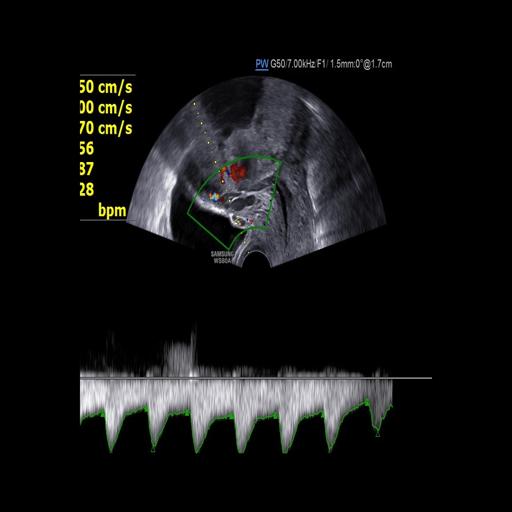 PW G50/7.00kHz/F1/ 1.5mm:0°@1.7cm
50 cm/s
00 cm/s
70 cm/s
56
87
28
bpm
SAMSUNG
WS80A